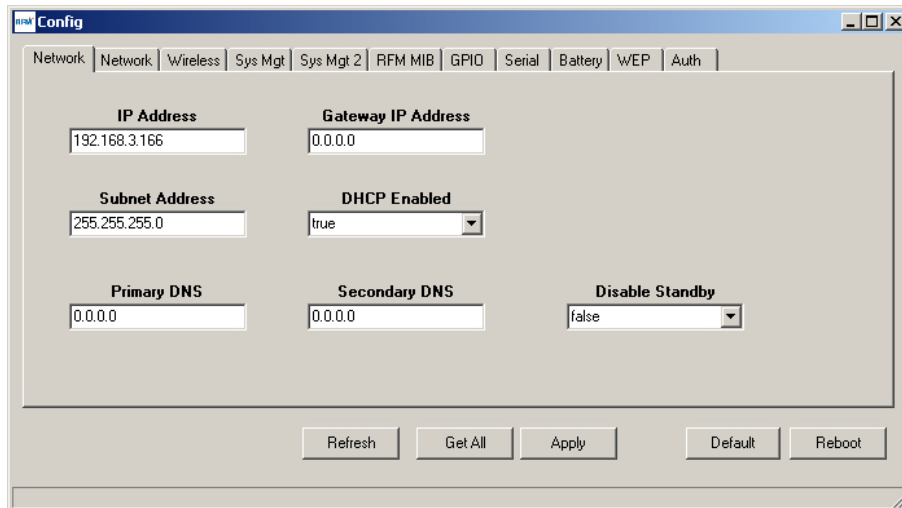 RFM Config
Network Network Wireless Sys Mgt Sys Mgt 2 RFM MIB GPIO Serial Battery WEP Auth
IP Address Gateway IP Address
192.168.3.166 0.0.0.0
Subnet Address DHCP Enabled
255.255.255.0 true
Primary DNS Secondary DNS Disable Standby
0.0.0.0 0.0.0.0 false
Refresh Get All Apply Default Reboot